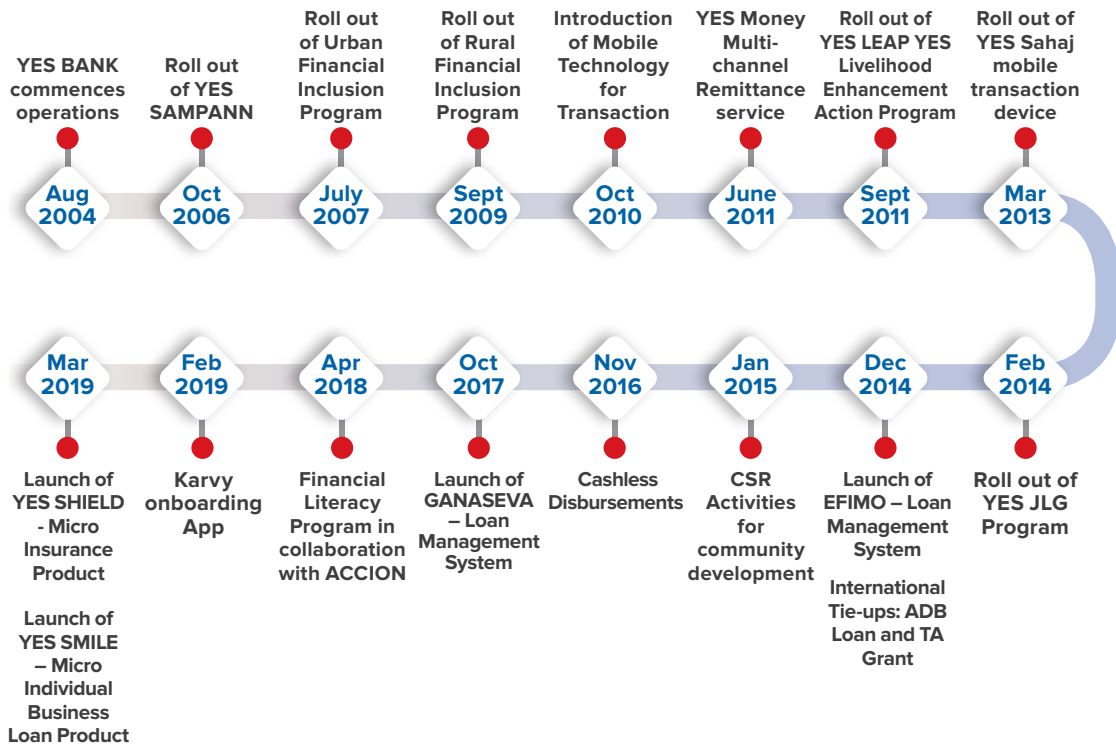 YES BANK
commences
operations
Aug
2004
Roll out
of YES
SAMPANN
Oct
2006
Roll out
of Urban
Financial
Inclusion
Program
July
2007
Roll out
of Rural
Financial
Inclusion
Program
Sept
2009
Introduction
of Mobile
Technology
for
Transaction
Oct
2010
YES Money
Multi-
channel
Remittance
service
June
2011
Roll out of
YES LEAP YES
Livelihood
Enhancement
Action Program
Sept
2011
Roll out of
YES Sahaj
mobile
transaction
device
Mar
2013
Feb
2014
Roll out of
YES JLG
Program
Dec
2014
Launch of
EFIMO – Loan
Management
System
International
Tie-ups: ADB
Loan and TA
Grant
Jan
2015
CSR
Activities
for
community
development
Nov
2016
Cashless
Disbursements
Oct
2017
Launch of
GANASEVA
– Loan
Management
System
Apr
2018
Financial
Literacy
Program in
collaboration
with ACCION
Feb
2019
Karvy
onboarding
App
Mar
2019
Launch of
YES SHIELD
- Micro
Insurance
Product
Launch of
YES SMILE
– Micro
Individual
Business
Loan Product